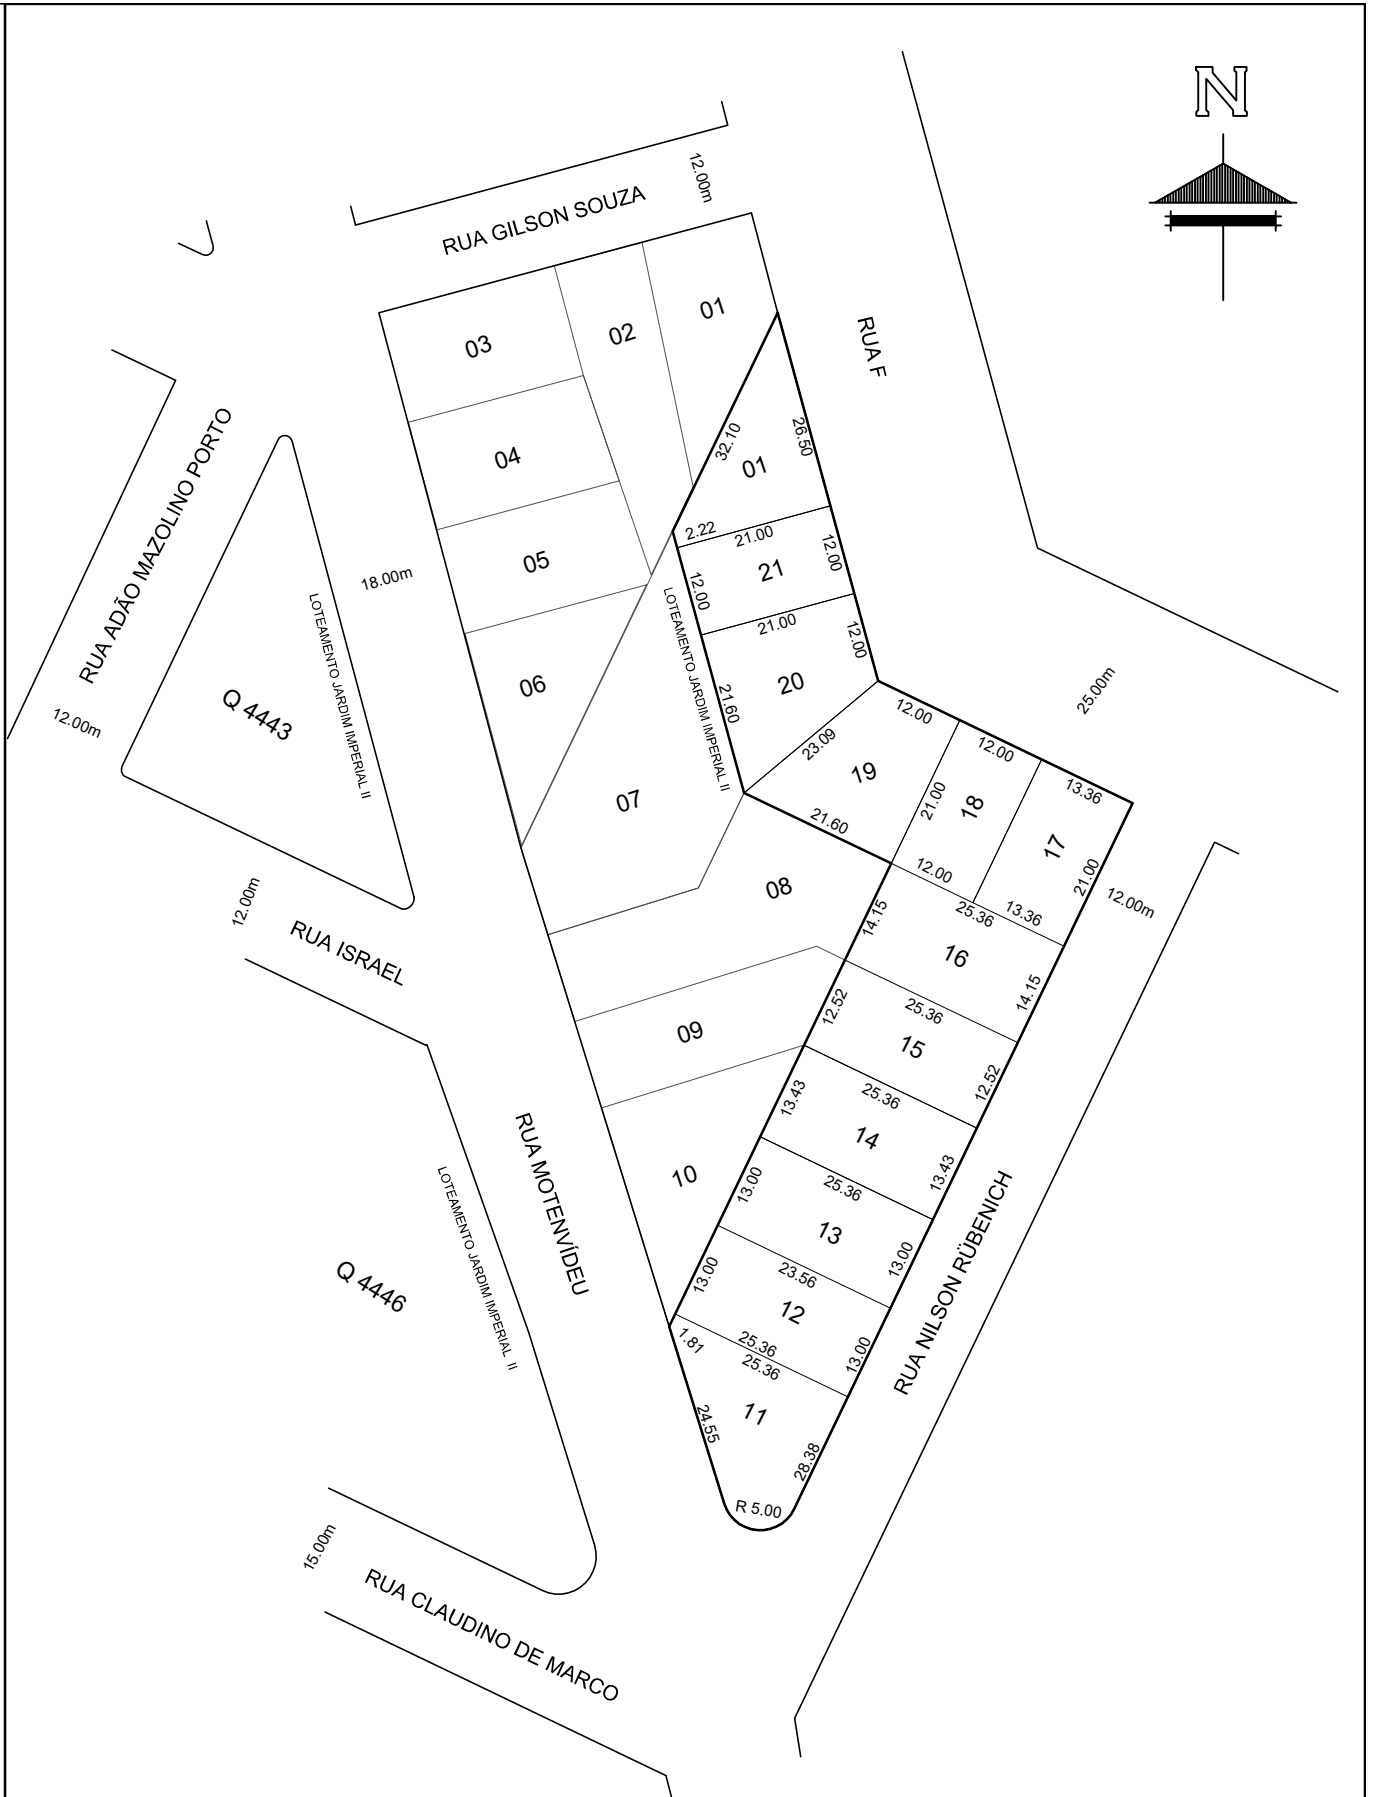 N
12.00m
RUA GILSON SOUZA
01
02
03
RUA F
04
32.10
26.50
01
RUA ADÃO MAZOLINO PORTO
2.22
21.00
12.00
05
21
18.00m
12.00
LOTEAMENTO JARDIM IMPERIAL II
LOTEAMENTO JARDIM IMPERIAL II
21.00
12.00
06
20
21.60
25.00m
Q 4443
12.00m
12.00
12.00
23.09
19
13.36
07
21.00
18
21.60
17
12.00
21.00
08
12.00m
12.00m
13.36
25.36
14.15
RUA ISRAEL
16
14.15
12.52
25.36
09
15
12.52
13.43
25.36
14
RUA MOTENVÍDEU
10
13.00
13.43
25.36
LOTEAMENTO JARDIM IMPERIAL II
13
13.00
RUA NILSON RÜBENICH
Q 4446
13.00
23.56
12
1.81
25.36
25.36
13.00
11
24.55
28.38
R 5.00
15.00m
RUA CLAUDINO DE MARCO